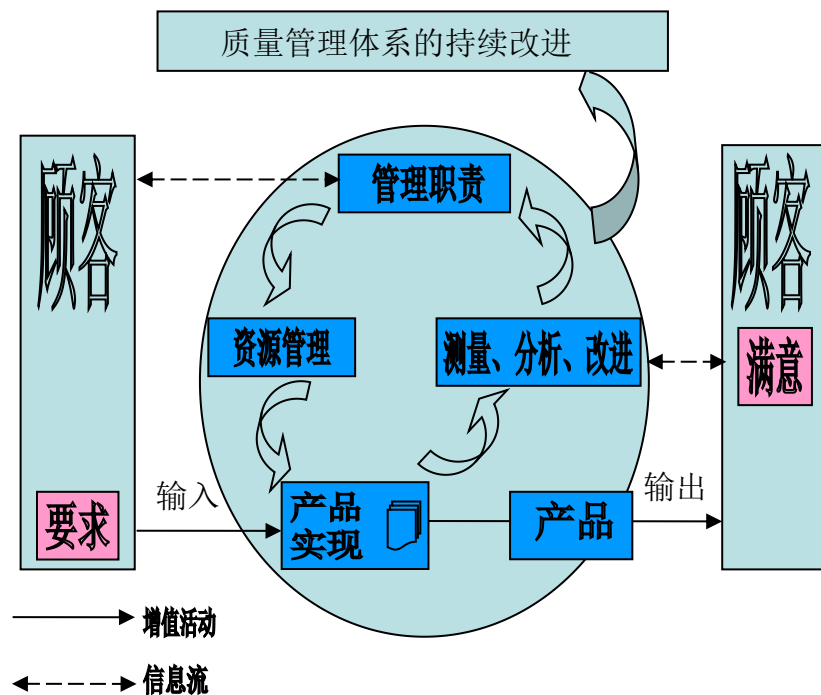 质量管理体系的持续改进
顾客
管理职责
顾客
资源管理
测量、分析、改进
满意
要求
输入
产品
实现
产品
输出
增值活动
信息流